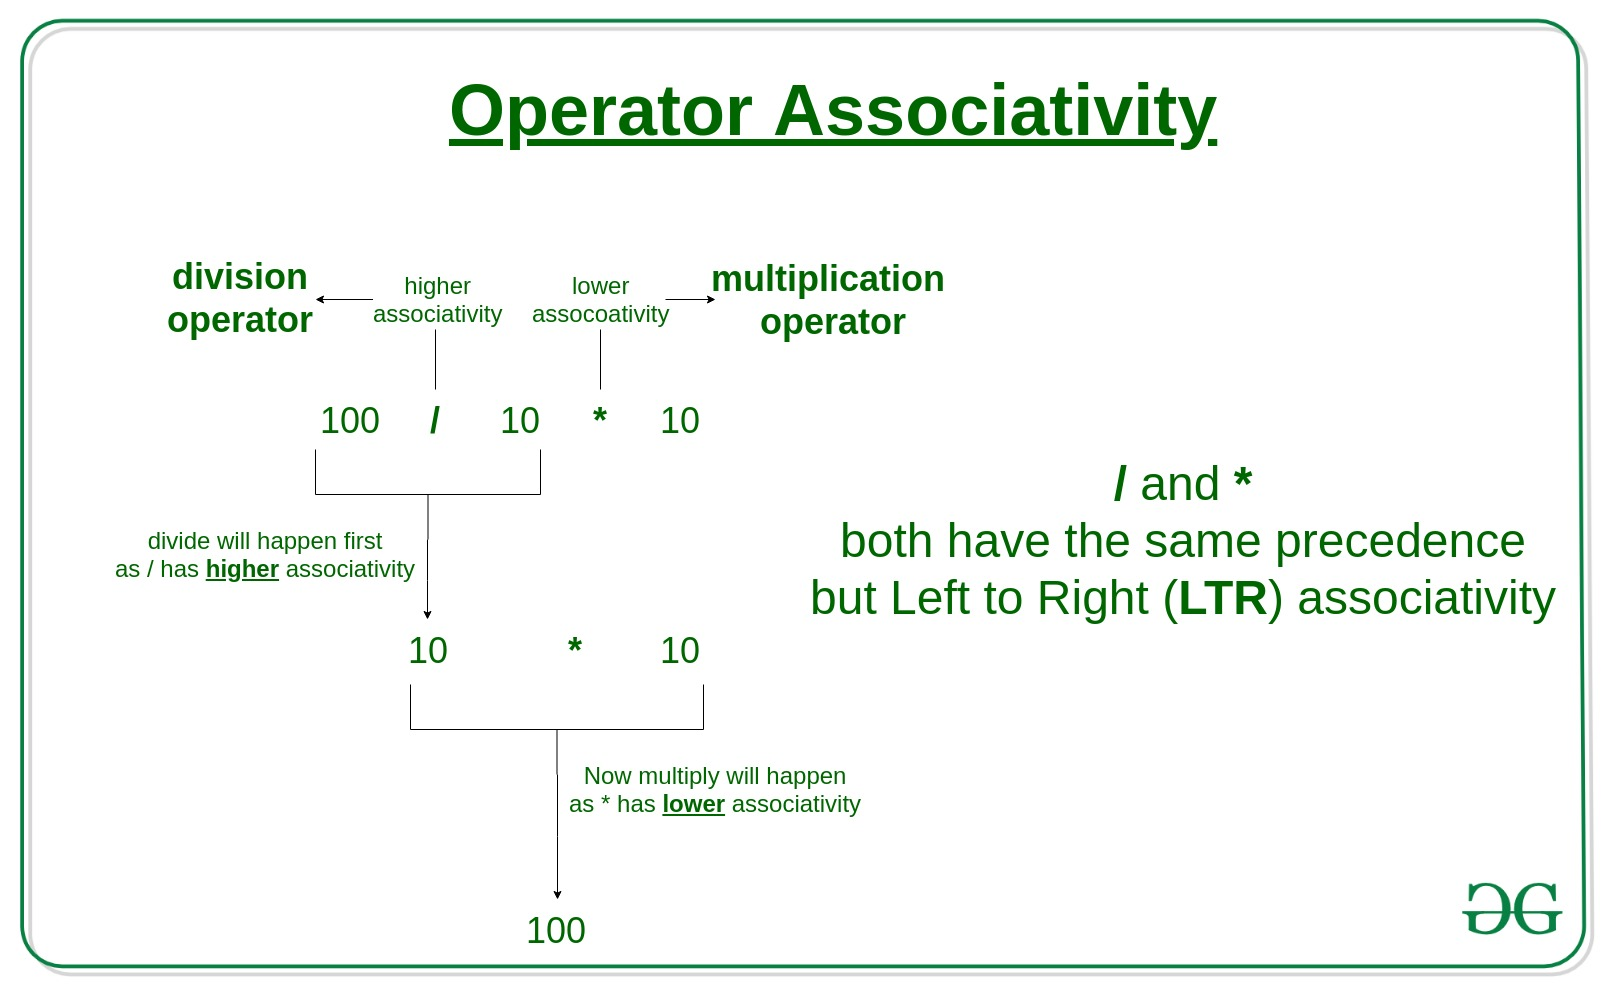 Operator Associativity
division
operator
higher
associativity
lower
assocoativity
multiplication
operator
100 / 10 * 10
divide will happen first
as / has higher associativity
/ and *
both have the same precedence
but Left to Right (LTR) associativity
10 * 10
Now multiply will happen
as * has lower associativity
100